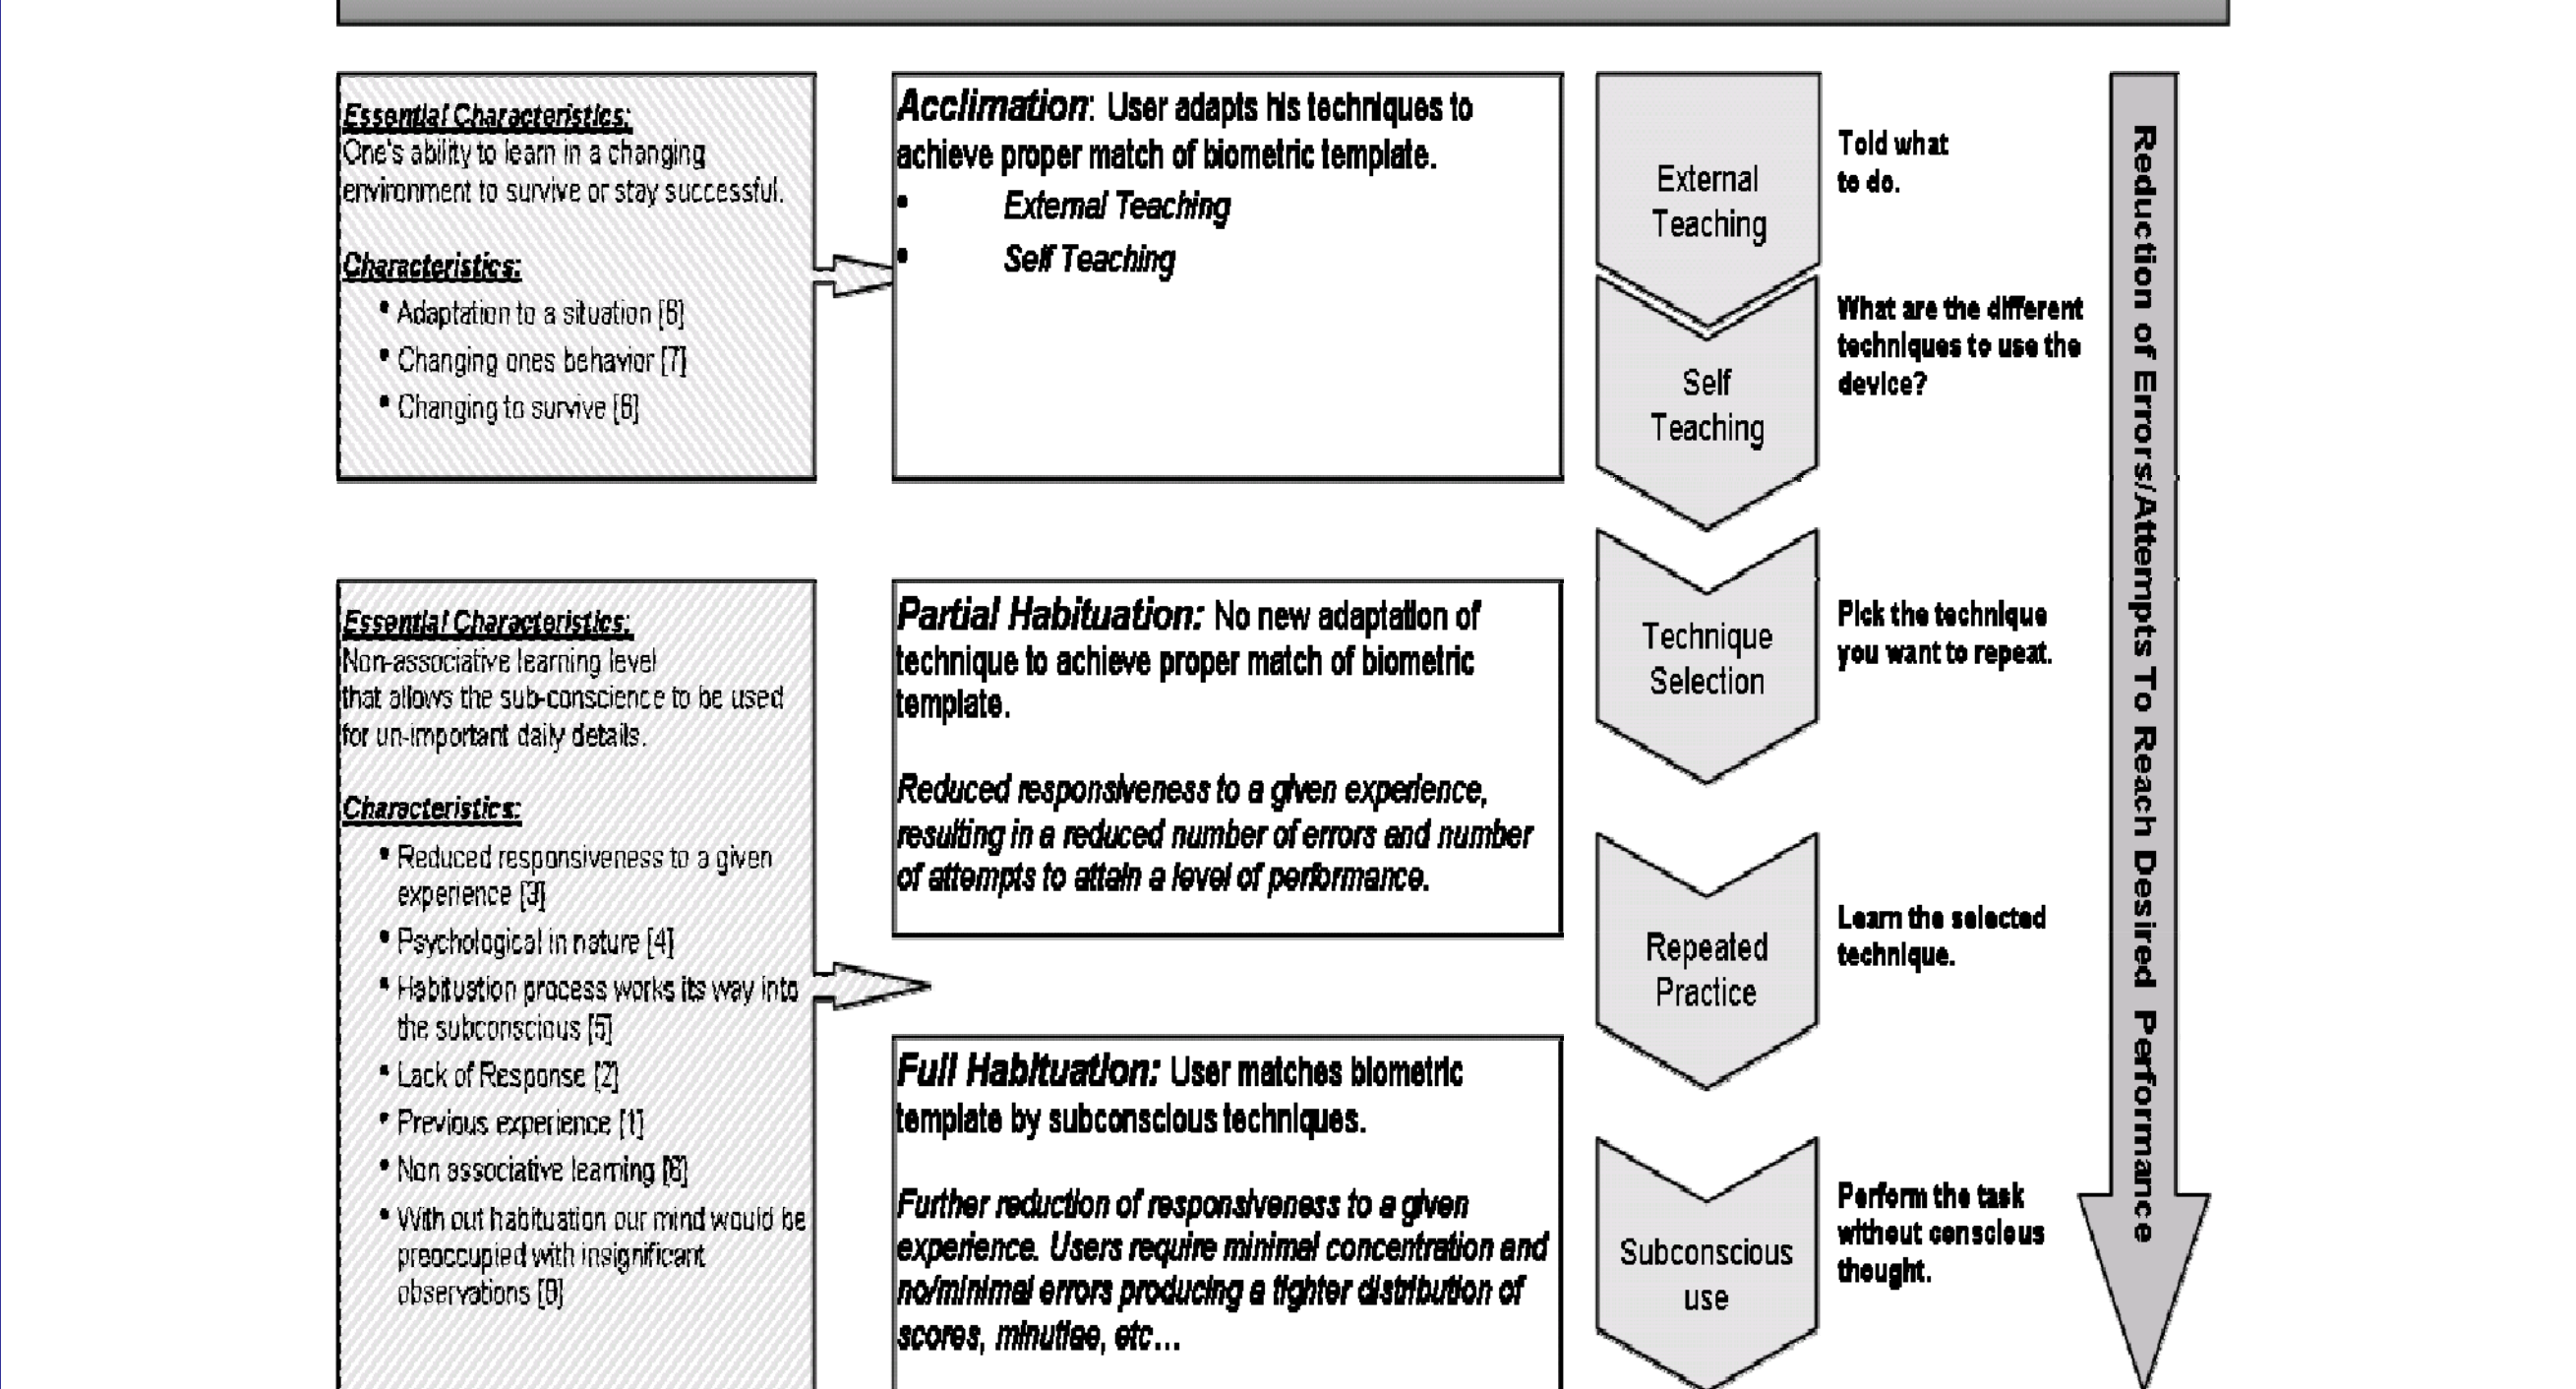 Essential Characteristics:
One's ability to learn in a changing
environment to survive or stay successful.
Characteristics:
• Adaptation to a situation [6]
• Changing ones behavior [7]
• Changing to survive [6]
Acclimation: User adapts his techniques to
achieve proper match of biometric template.
• External Teaching
• Self Teaching
External
Teaching
Told what
to do.
Self
Teaching
What are the different
techniques to use the
device?
Essential Characteristics:
Non-associative learning level
that allows the sub-conscience to be used
for un-important daily details.
Characteristics:
• Reduced responsiveness to a given
experience [3]
• Psychological in nature [4]
• Habituation process works its way into
the subconscious [5]
• Lack of Response [2]
• Previous experience [1]
• Non associative learning
• With out habituation our mind would be
preoccupied with insignificant
observations
Partial Habituation: No new adaptation of
technique to achieve proper match of biometric
template.
Reduced responsiveness to a given experience,
resulting in a reduced number of errors and number
of attempts to attain a level of performance.
Full Habituation: User matches biometric
template by subconscious techniques.
Further reduction of responsiveness to a given
experience. Users require minimal concentration and
no/minimal errors producing a tighter distribution of
scores, minutiae, etc…
Technique
Selection
Pick the technique
you want to repeat.
Repeated
Practice
Learn the selected
technique.
Subconscious
use
Perform the task
without conscious
thought.
Reduction of Errors/Attempts To Reach Desired Performance